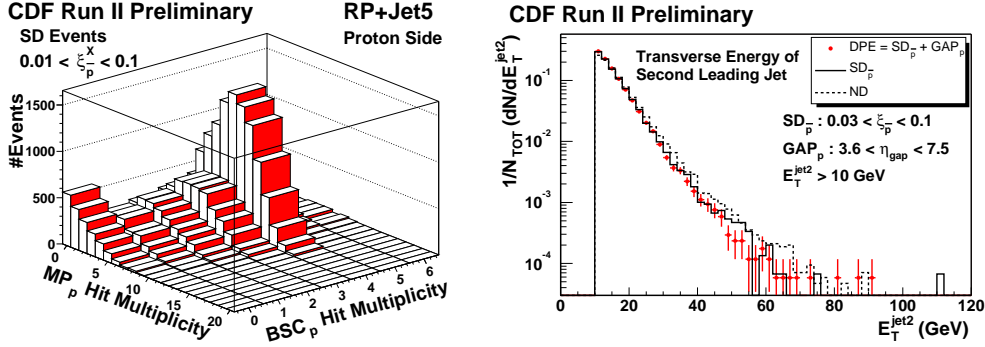 CDF Run II Preliminary
RP+Jet5
SD Events
Proton Side
0.01 < ξ_p̄^X < 0.1
#Events
1500
1000
500
0
0
5
10
15
20
MP_p Hit Multiplicity
0
1
2
3
4
5
6
BSC_p Hit Multiplicity
CDF Run II Preliminary
Transverse Energy of
Second Leading Jet
DPE = SD_p̄ + GAP_p
SD_p̄
ND
SD_p̄ : 0.03 < ξ_p̄ < 0.1
GAP_p : 3.6 < η_gap < 7.5
E_T^jet2 > 10 GeV
1/N_TOT (dN/dE_T^jet2)
10^-1
10^-2
10^-3
10^-4
0 20 40 60 80 100 120
E_T^jet2 (GeV)